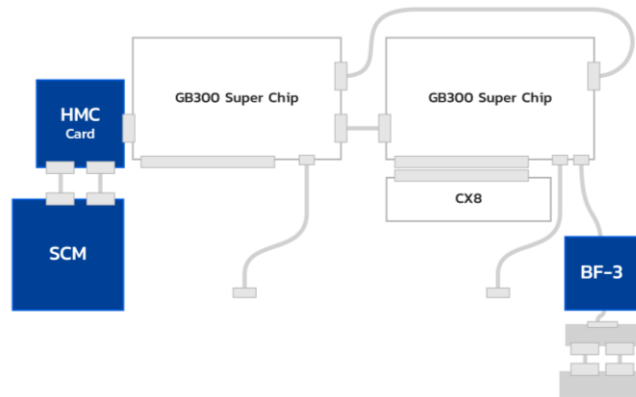 GB300 Super Chip
GB300 Super Chip
HMC
Card
CX8
SCM
BF-3